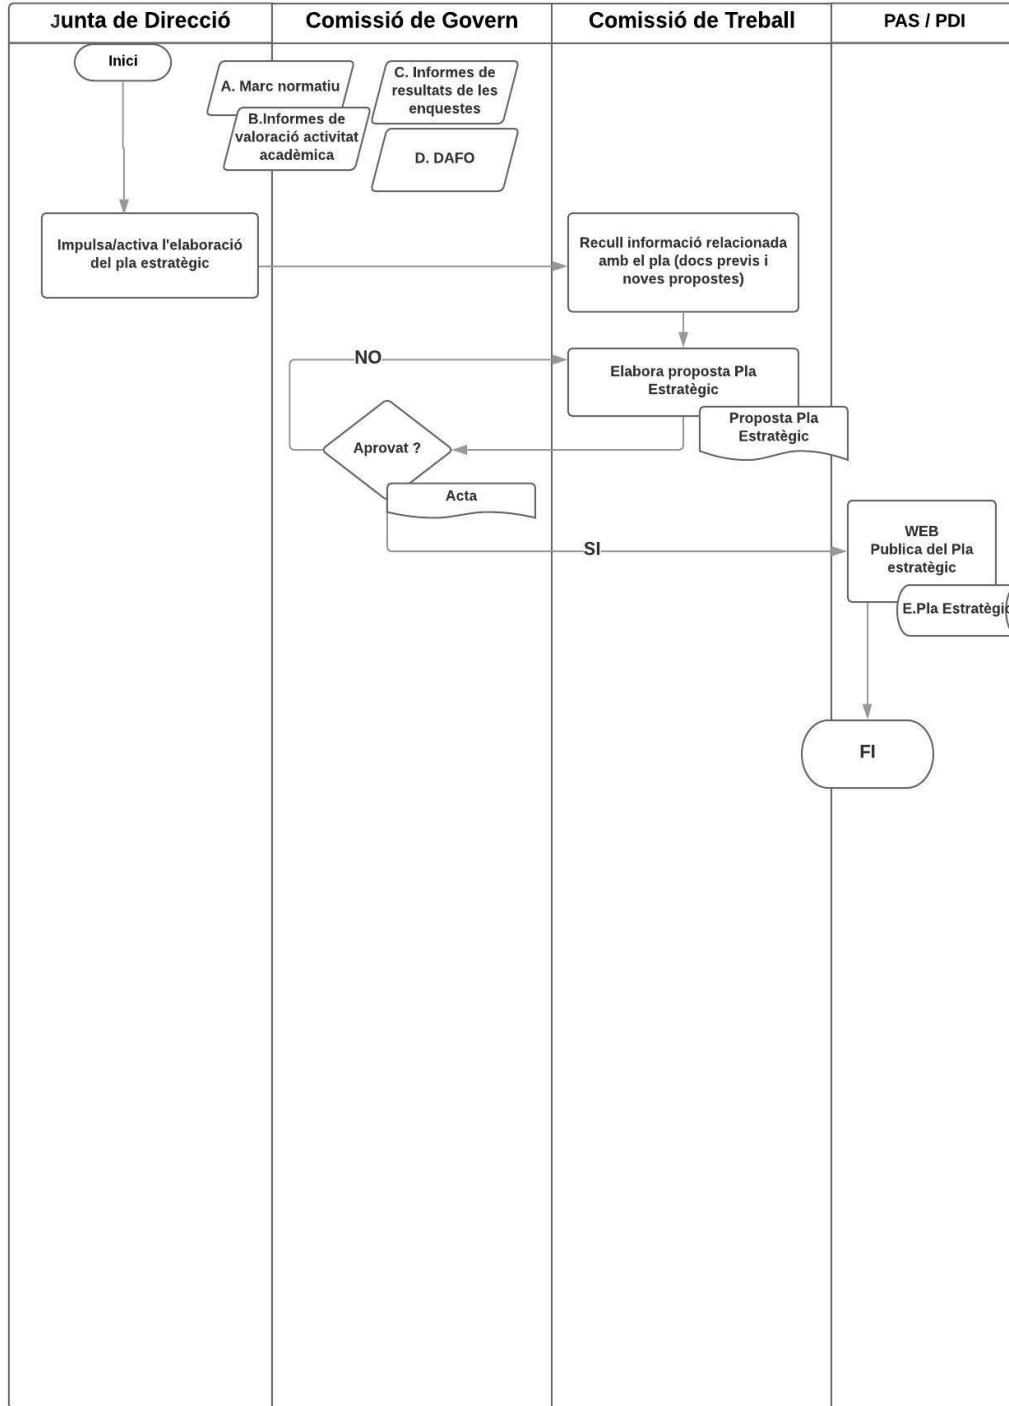 Junta de Direcció
Comissió de Govern
Comissió de Treball
PAS / PDI
Inici
A. Marc normatiu
B.Informes de
valoració activitat
acadèmica
C. Informes de
resultats de les
enquestes
D. DAFO
Impulsa/activa l'elaboració
del pla estratègic
Recull informació relacionada
amb el pla (docs previs i
noves propostes)
NO
Elabora proposta Pla
Estratègic
Proposta Pla
Estratègic
Aprovat ?
Acta
SI
WEB
Publica del Pla
estratègic
E.Pla Estratègic
FI